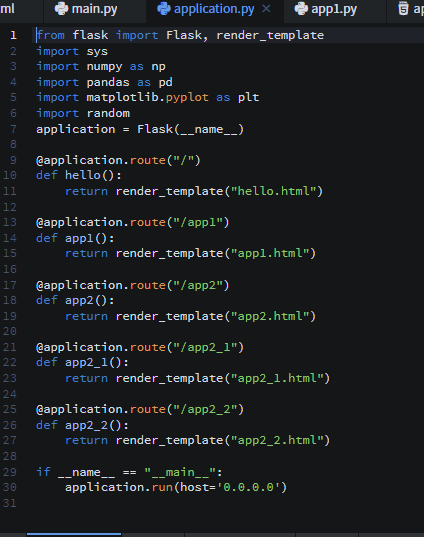 ml main.py application.py × app1.py ap
1 from flask import Flask, render_template
2 import sys
3 import numpy as np
4 import pandas as pd
5 import matplotlib.pyplot as plt
6 import random
7 application = Flask(__name__)
8
9 @application.route("/")
10 def hello():
11     return render_template("hello.html")
12
13 @application.route("/app1")
14 def app1():
15     return render_template("app1.html")
16
17 @application.route("/app2")
18 def app2():
19     return render_template("app2.html")
20
21 @application.route("/app2_1")
22 def app2_1():
23     return render_template("app2_1.html")
24
25 @application.route("/app2_2")
26 def app2_2():
27     return render_template("app2_2.html")
28
29 if __name__ == "__main__":
30     application.run(host='0.0.0.0')
31